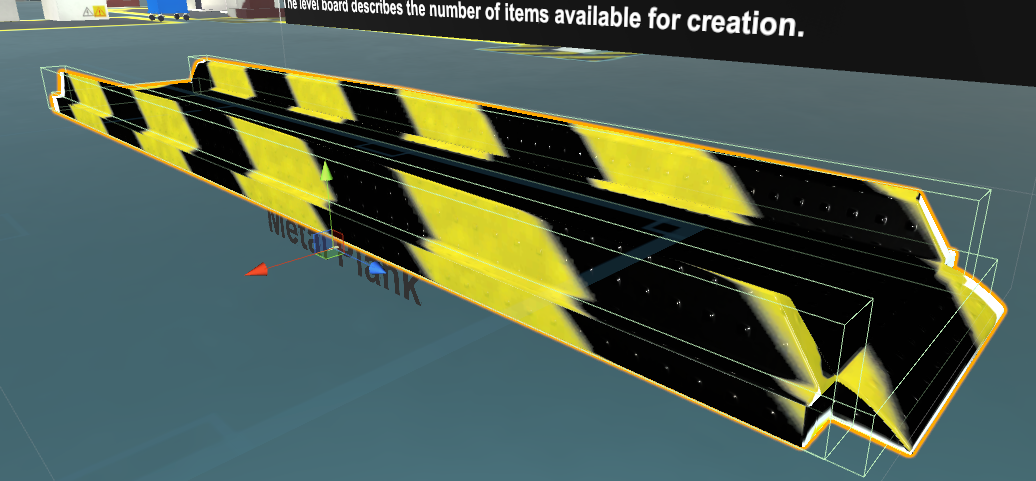 The level board describes the number of items available for creation.
Metal Plank